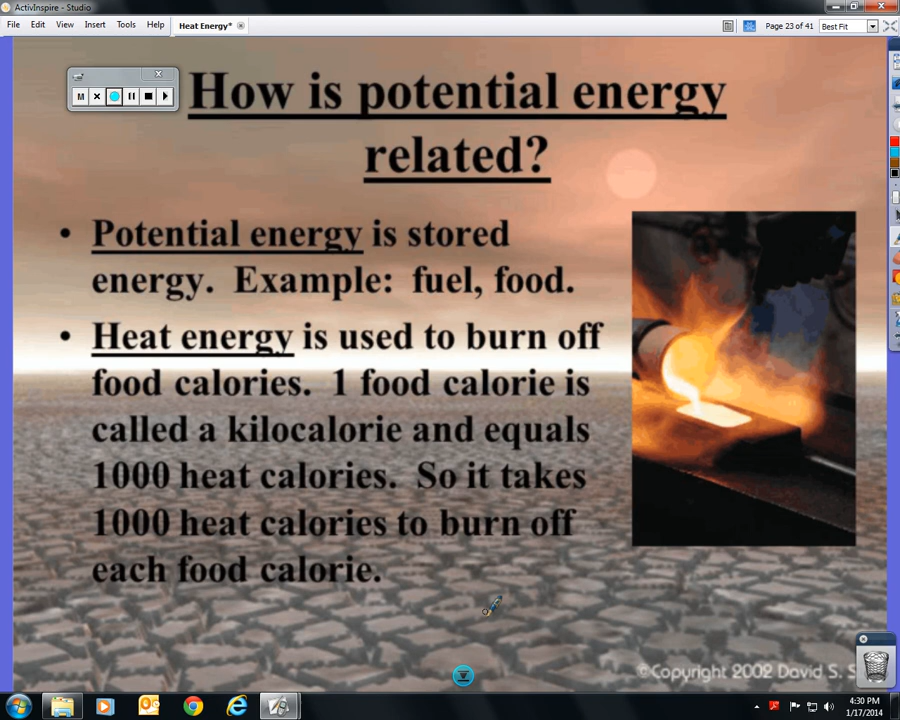 ActivInspire - Studio
File Edit View Insert Tools Help Heat Energy* Page 23 of 41 Best Fit
M
How is potential energy
related?
• Potential energy is stored
energy. Example: fuel, food.
• Heat energy is used to burn off
food calories. 1 food calorie is
called a kilocalorie and equals
1000 heat calories. So it takes
1000 heat calories to burn off
each food calorie.
©Copyright 2002 David S.
4:30 PM
1/17/2014